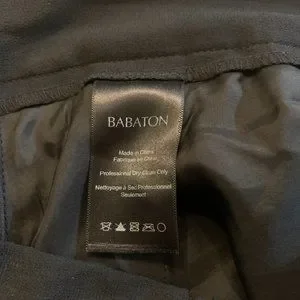 BABATON
Made in China
Fabriqué en Chine
Professional Dry Clean Only
Nettoyage à Sec Professionnel
Seulement